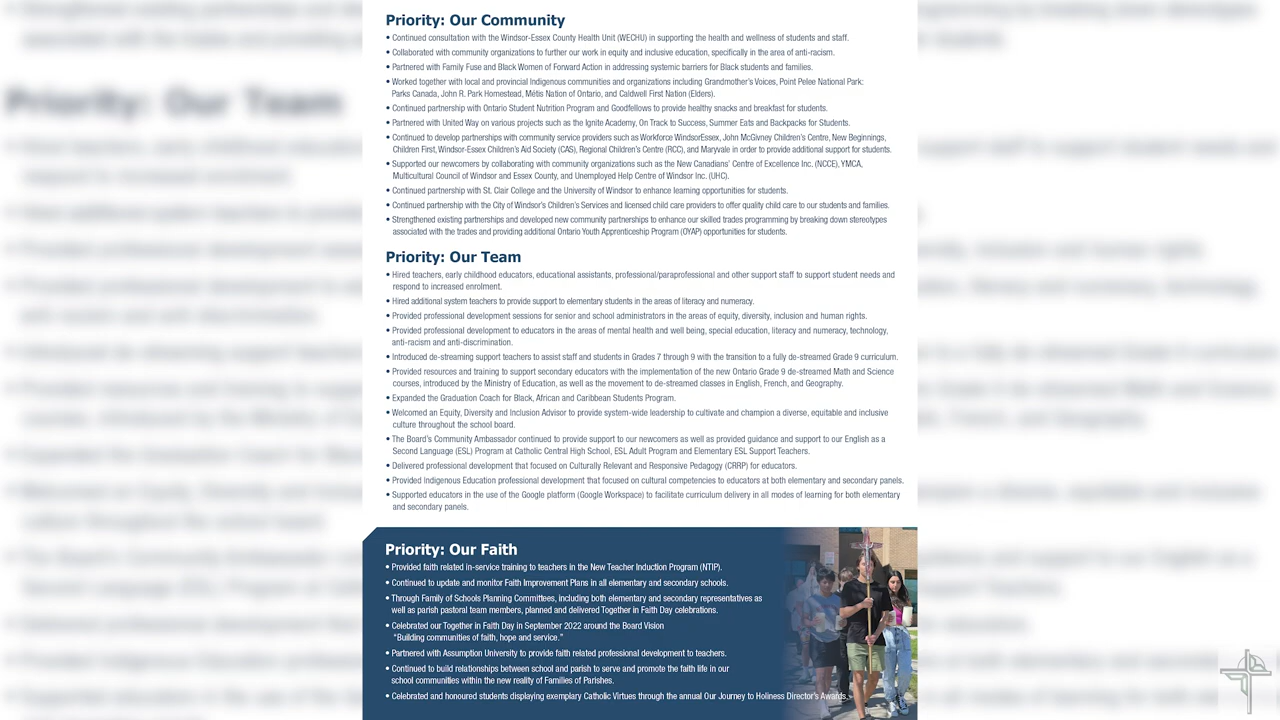 Priority: Our Community
• Continued consultation with the Windsor-Essex County Health Unit (WECHU) in supporting the health and wellness of students and staff.
• Collaborated with community organizations to further our work in equity and inclusive education, specifically in the area of anti-racism.
• Partnered with Family Fuse and Black Women of Forward Action in addressing systemic barriers for Black students and families.
• Worked together with local and provincial Indigenous communities and organizations including Grandmother's Voices, Point Pelee National Park:
Parks Canada, John R. Park Homestead, Métis Nation of Ontario, and Caldwell First Nation (Elders).
• Continued partnership with Ontario Student Nutrition Program and Goodfellows to provide healthy snacks and breakfast for students.
• Partnered with United Way on various projects such as the Ignite Academy, On Track to Success, Summer Eats and Backpacks for Students.
• Continued to develop partnerships with community service providers such as Workforce WindsorEssex, John McGivney Children's Centre, New Beginnings,
Children First, Windsor-Essex Children's Aid Society (CAS), Regional Children's Centre (RCC), and Maryvale in order to provide additional support for students.
• Supported our newcomers by collaborating with community organizations such as the New Canadians' Centre of Excellence Inc. (NCCE), YMCA,
Multicultural Council of Windsor and Essex County, and Unemployed Help Centre of Windsor Inc. (UHC).
• Continued partnership with St. Clair College and the University of Windsor to enhance learning opportunities for students.
• Continued partnership with the City of Windsor's Children's Services and licensed child care providers to offer quality child care to our students and families.
• Strengthened existing partnerships and developed new community partnerships to enhance our skilled trades programming by breaking down stereotypes
associated with the trades and providing additional Ontario Youth Apprenticeship Program (OYAP) opportunities for students.
Priority: Our Team
• Hired teachers, early childhood educators, educational assistants, professional/paraprofessional and other support staff to support student needs and
respond to increased enrolment.
• Hired additional system teachers to provide support to elementary students in the areas of literacy and numeracy.
• Provided professional development sessions for senior and school administrators in the areas of equity, diversity, inclusion and human rights.
• Provided professional development to educators in the areas of mental health and well being, special education, literacy and numeracy, technology,
anti-racism and anti-discrimination.
• Introduced de-streaming support teachers to assist staff and students in Grades 7 through 9 with the transition to a fully de-streamed Grade 9 curriculum.
• Provided resources and training to support secondary educators with the implementation of the new Ontario Grade 9 de-streamed Math and Science
courses, introduced by the Ministry of Education, as well as the movement to de-streamed classes in English, French, and Geography.
• Expanded the Graduation Coach for Black, African and Caribbean Students Program.
• Welcomed an Equity, Diversity and Inclusion Advisor to provide system-wide leadership to cultivate and champion a diverse, equitable and inclusive
culture throughout the school board.
• The Board's Community Ambassador continued to provide support to our newcomers as well as provided guidance and support to our English as a
Second Language (ESL) Program at Catholic Central High School, ESL Adult Program and Elementary ESL Support Teachers.
• Delivered professional development that focused on Culturally Relevant and Responsive Pedagogy (CRRP) for educators.
• Provided Indigenous Education professional development that focused on cultural competencies to educators at both elementary and secondary panels.
• Supported educators in the use of the Google platform (Google Workspace) to facilitate curriculum delivery in all modes of learning for both elementary
and secondary panels.
Priority: Our Faith
• Provided faith related in-service training to teachers in the New Teacher Induction Program (NTIP).
• Continued to update and monitor Faith Improvement Plans in all elementary and secondary schools.
• Through Family of Schools Planning Committees, including both elementary and secondary representatives as
well as parish pastoral team members, planned and delivered Together in Faith Day celebrations.
• Celebrated our Together in Faith Day in September 2022 around the Board Vision
"Building communities of faith, hope and service."
• Partnered with Assumption University to provide faith related professional development to teachers.
• Continued to build relationships between school and parish to serve and promote the faith life in our
school communities within the new reality of Families of Parishes.
• Celebrated and honoured students displaying exemplary Catholic Virtues through the annual Our Journey to Holiness Director's Awards.